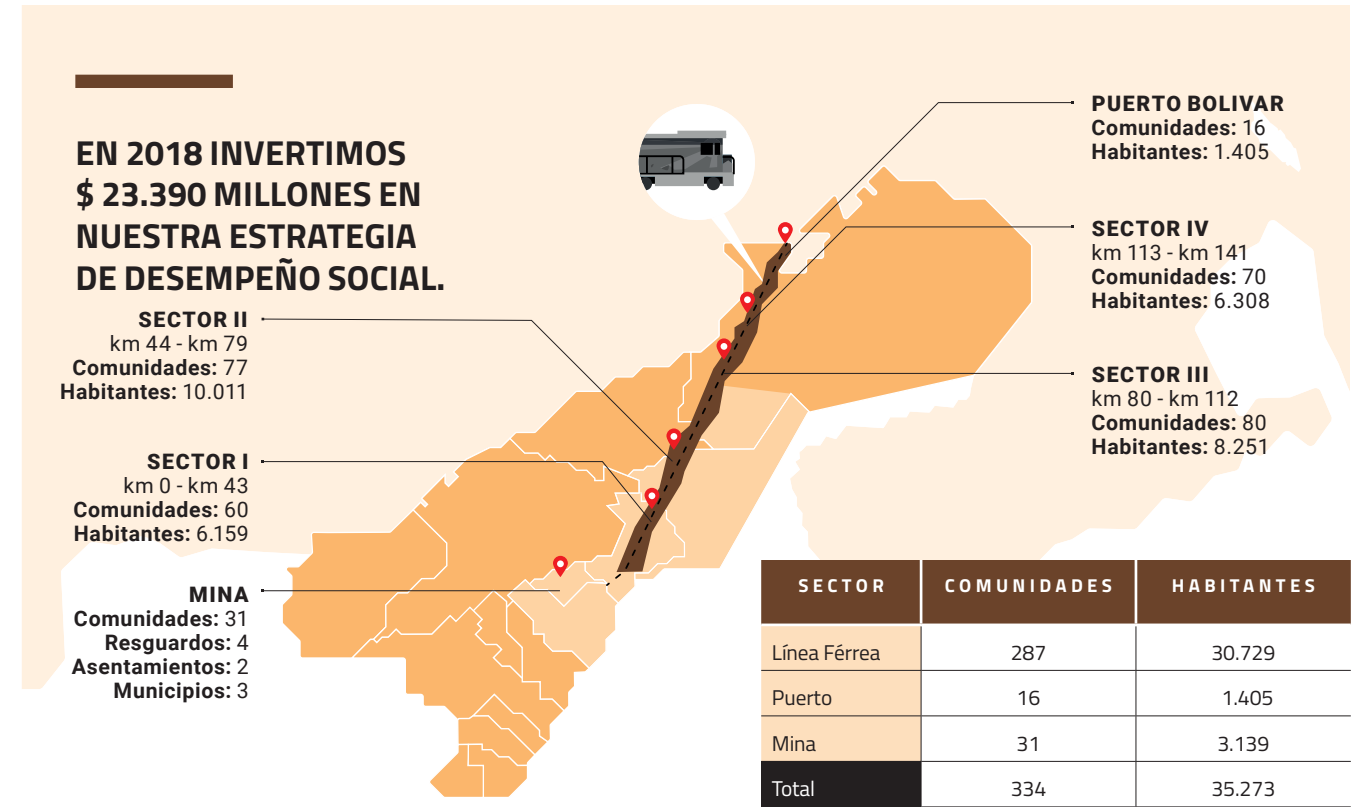 EN 2018 INVERTIMOS
$ 23.390 MILLONES EN
NUESTRA ESTRATEGIA
DE DESEMPEÑO SOCIAL.
SECTOR II
km 44 - km 79
Comunidades: 77
Habitantes: 10.011
SECTOR I
km 0 - km 43
Comunidades: 60
Habitantes: 6.159
MINA
Comunidades: 31
Resguardos: 4
Asentamientos: 2
Municipios: 3
PUERTO BOLIVAR
Comunidades: 16
Habitantes: 1.405
SECTOR IV
km 113 - km 141
Comunidades: 70
Habitantes: 6.308
SECTOR III
km 80 - km 112
Comunidades: 80
Habitantes: 8.251
SECTOR COMUNIDADES HABITANTES
Línea Férrea 287 30.729
Puerto 16 1.405
Mina 31 3.139
Total 334 35.273